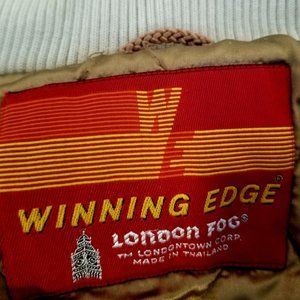 WE
WINNING EDGE®
LONDON FOG®
TM LONDONTOWN CORP.
MADE IN THAILAND